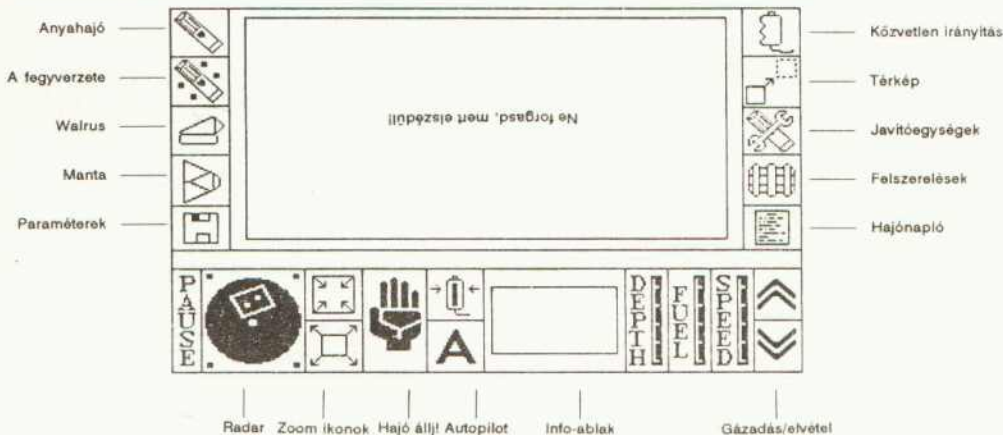 Anyahajó
A fegyverzete
Walrus
Manta
Paraméterek
Ne forgasd, mert elszédűl!!
Közvetlen irányítás
Térkép
Javítóegységek
Felszerelések
Hajónapló
PAUSE
A
DEPTH
FUEL
SPEED
Radar
Zoom ikonok
Hajó állj!
Autopilot
Info-ablak
Gázadás/elvétel